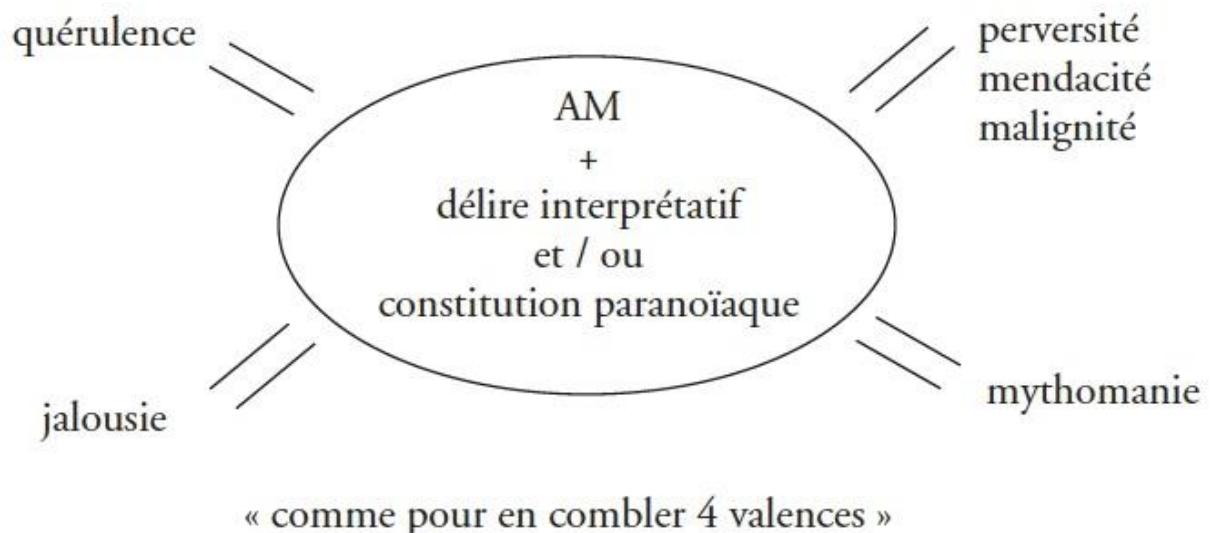 quérulence
perversité
mendacité
malignité
AM
+
délire interprétatif
et / ou
constitution paranoïaque
jalousie
mythomanie
« comme pour en combler 4 valences »